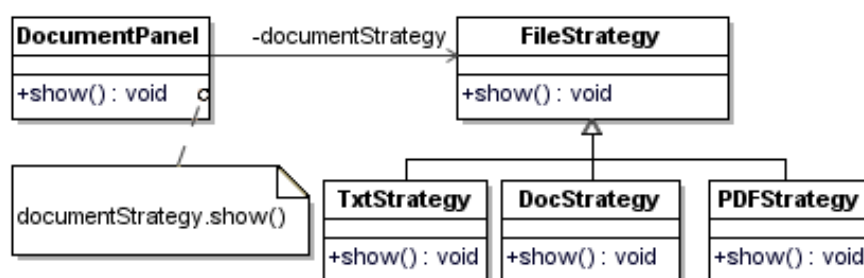 DocumentPanel
-documentStrategy
FileStrategy
+show() : void
+show() : void
documentStrategy.show()
TxtStrategy
DocStrategy
PDFStrategy
+show() : void
+show() : void
+show() : void